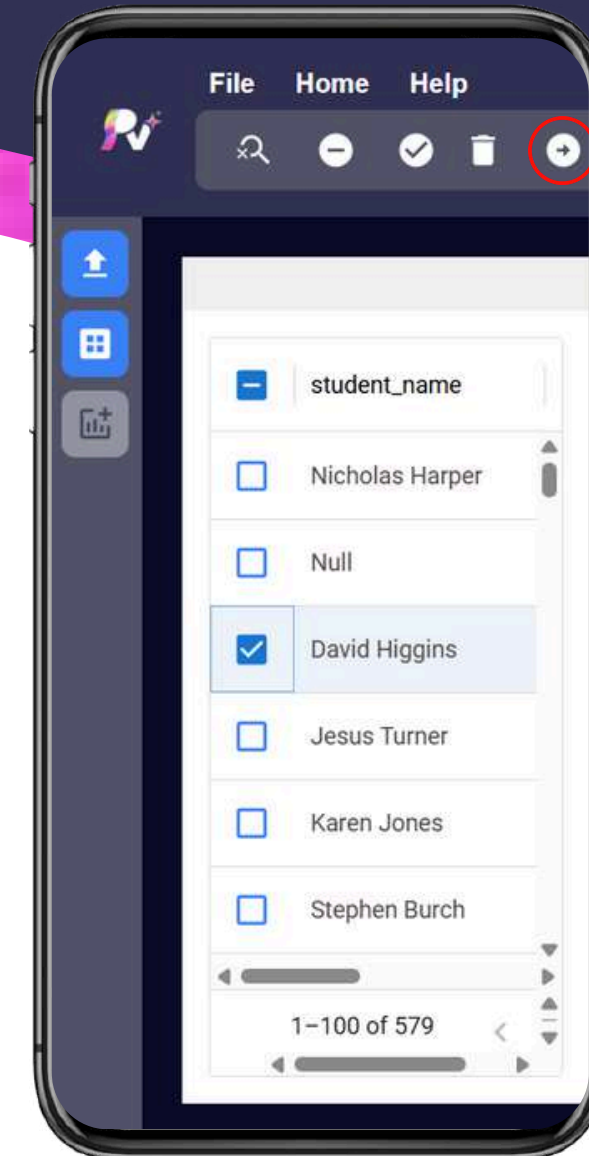 File Home Help
student_name
Nicholas Harper
Null
David Higgins
Jesus Turner
Karen Jones
Stephen Burch
1–100 of 579